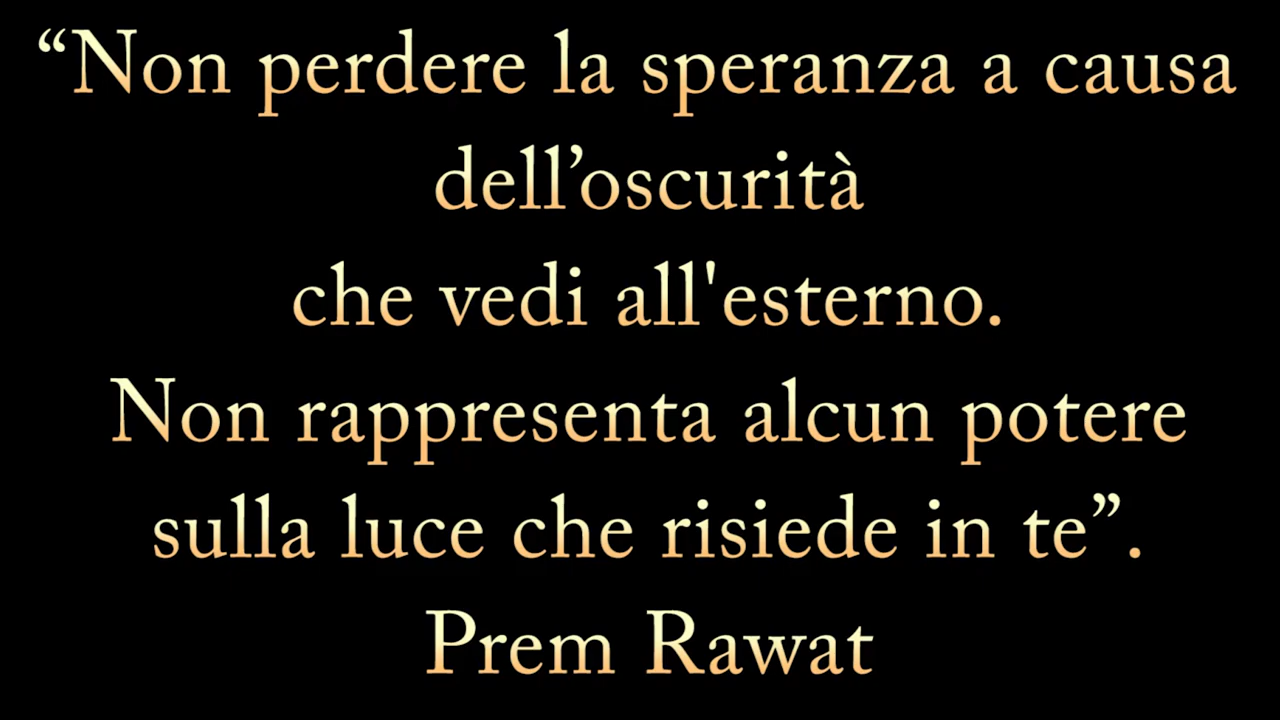 “Non perdere la speranza a causa
dell’oscurità
che vedi all'esterno.
Non rappresenta alcun potere
sulla luce che risiede in te”.
Prem Rawat